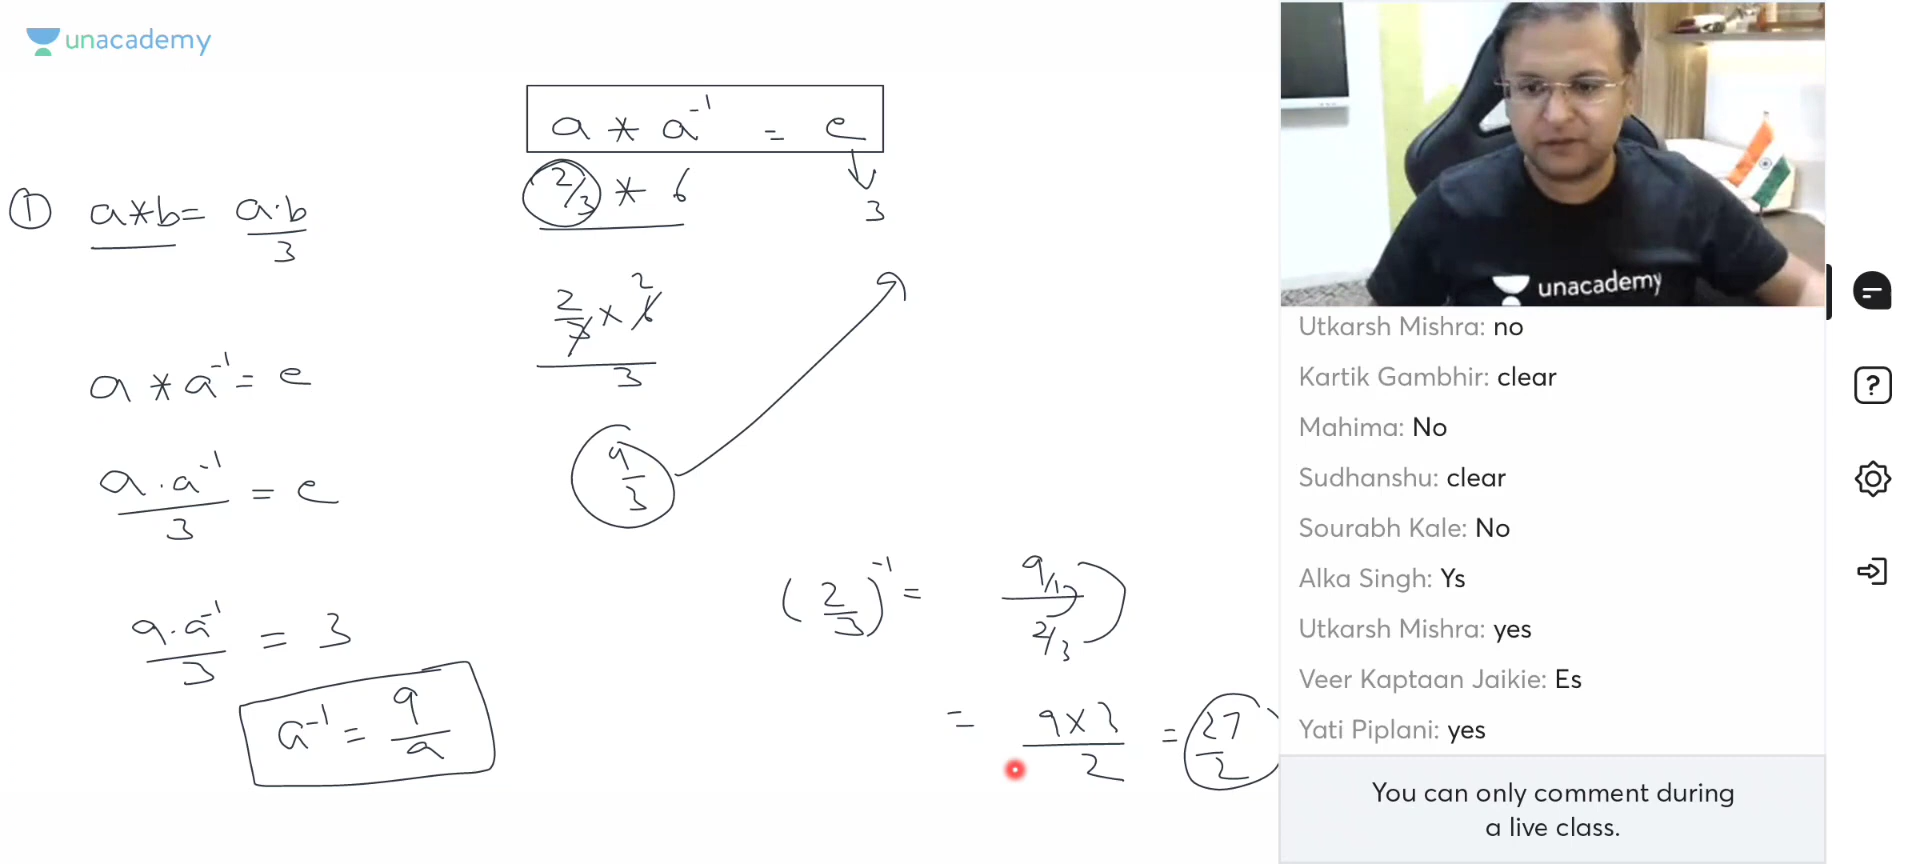 unacademy
a * a⁻¹ = e
2/3 * 6
3
① a*b = a·b/3
2/3 × 6 2
3
a * a⁻¹ = e
9/3
a·a⁻¹/3 = e
(2/3)⁻¹ =
2/3
a·a⁻¹/3 = 3
a⁻¹ = 9/a
= 9×3/2 = 27/2
unacademy
Utkarsh Mishra: no
Kartik Gambhir: clear
Mahima: No
Sudhanshu: clear
Sourabh Kale: No
Alka Singh: Ys
Utkarsh Mishra: yes
Veer Kaptaan Jaikie: Es
Yati Piplani: yes
You can only comment during
a live class.
?